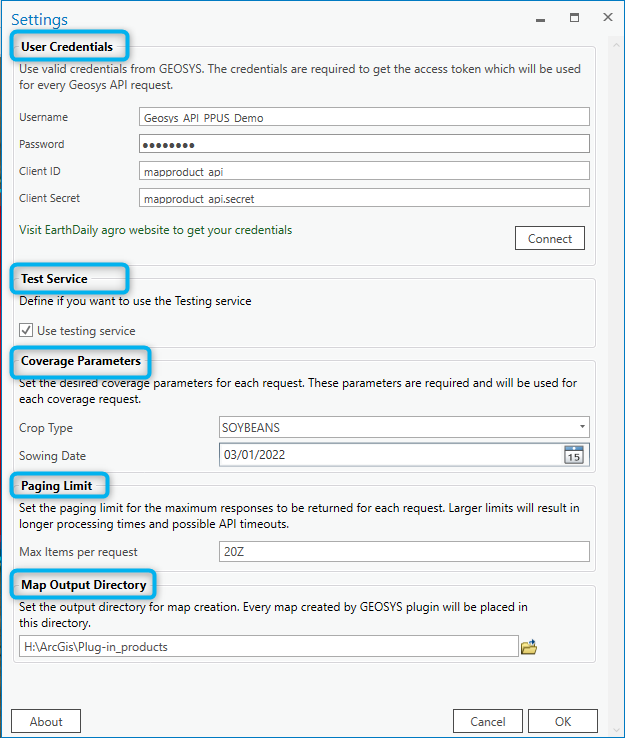 Settings
User Credentials
Use valid credentials from GEOSYS. The credentials are required to get the access token which will be used
for every Geosys API request.
Username Geosys_API_PPUS_Demo
Password ●●●●●●●●
Client ID mapproduct_api
Client Secret mapproduct_api.secret
Visit EarthDaily agro website to get your credentials
Connect
Test Service
Define if you want to use the Testing service
Use testing service
Coverage Parameters
Set the desired coverage parameters for each request. These parameters are required and will be used for
each coverage request.
Crop Type SOYBEANS
Sowing Date 03/01/2022 15
Paging Limit
Set the paging limit for the maximum responses to be returned for each request. Larger limits will result in
longer processing times and possible API timeouts.
Max Items per request 20Z
Map Output Directory
Set the output directory for map creation. Every map created by GEOSYS plugin will be placed in
this directory.
H:\ArcGis\Plug-in_products
About Cancel OK